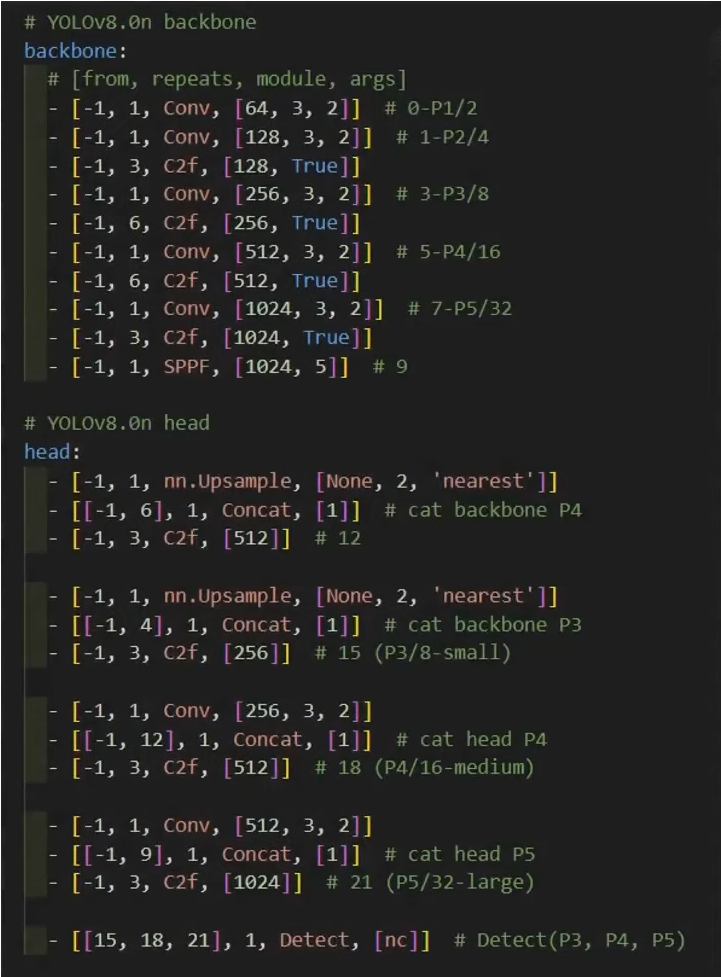 # YOLOv8.0n backbone
backbone:
  # [from, repeats, module, args]
  - [-1, 1, Conv, [64, 3, 2]]  # 0-P1/2
  - [-1, 1, Conv, [128, 3, 2]]  # 1-P2/4
  - [-1, 3, C2f, [128, True]]
  - [-1, 1, Conv, [256, 3, 2]]  # 3-P3/8
  - [-1, 6, C2f, [256, True]]
  - [-1, 1, Conv, [512, 3, 2]]  # 5-P4/16
  - [-1, 6, C2f, [512, True]]
  - [-1, 1, Conv, [1024, 3, 2]]  # 7-P5/32
  - [-1, 3, C2f, [1024, True]]
  - [-1, 1, SPPF, [1024, 5]]  # 9

# YOLOv8.0n head
head:
  - [-1, 1, nn.Upsample, [None, 2, 'nearest']]
  - [[-1, 6], 1, Concat, [1]]  # cat backbone P4
  - [-1, 3, C2f, [512]]  # 12

  - [-1, 1, nn.Upsample, [None, 2, 'nearest']]
  - [[-1, 4], 1, Concat, [1]]  # cat backbone P3
  - [-1, 3, C2f, [256]]  # 15 (P3/8-small)

  - [-1, 1, Conv, [256, 3, 2]]
  - [[-1, 12], 1, Concat, [1]]  # cat head P4
  - [-1, 3, C2f, [512]]  # 18 (P4/16-medium)

  - [-1, 1, Conv, [512, 3, 2]]
  - [[-1, 9], 1, Concat, [1]]  # cat head P5
  - [-1, 3, C2f, [1024]]  # 21 (P5/32-large)

  - [[15, 18, 21], 1, Detect, [nc]]  # Detect(P3, P4, P5)